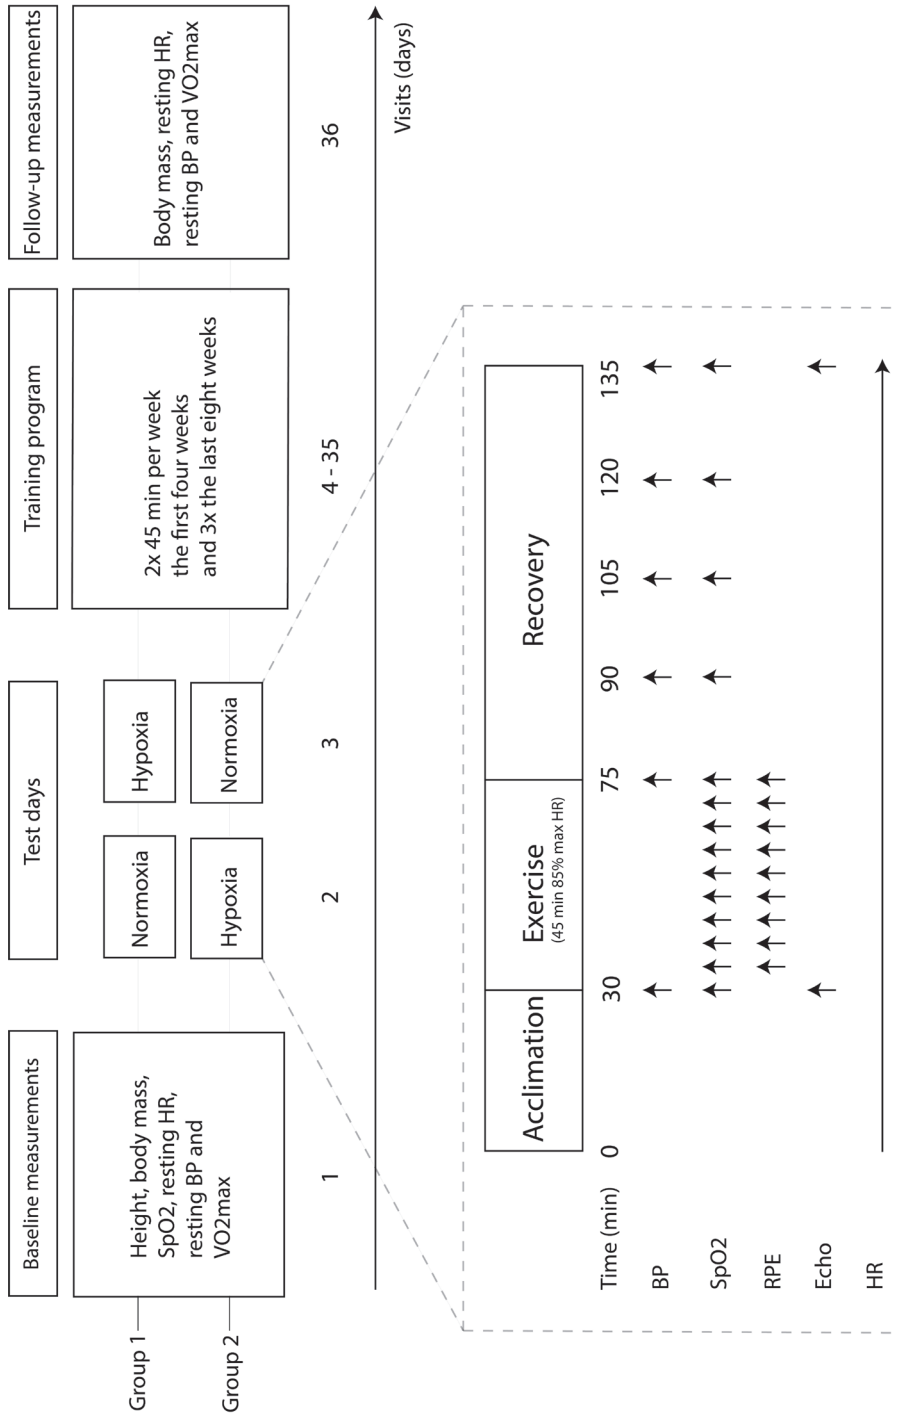 Baseline measurements
Test days
Training program
Follow-up measurements
Group 1
Group 2
Height, body mass,
SpO2, resting HR,
resting BP and
VO2max
Normoxia
Hypoxia
Hypoxia
Normoxia
2x 45 min per week
the first four weeks
and 3x the last eight weeks
Body mass, resting HR,
resting BP and VO2max
1
2
3
4 - 35
36
Visits (days)
Acclimation
Exercise
(45 min 85% max HR)
Recovery
Time (min)
0
30
75
90
105
120
135
BP
SpO2
RPE
Echo
HR